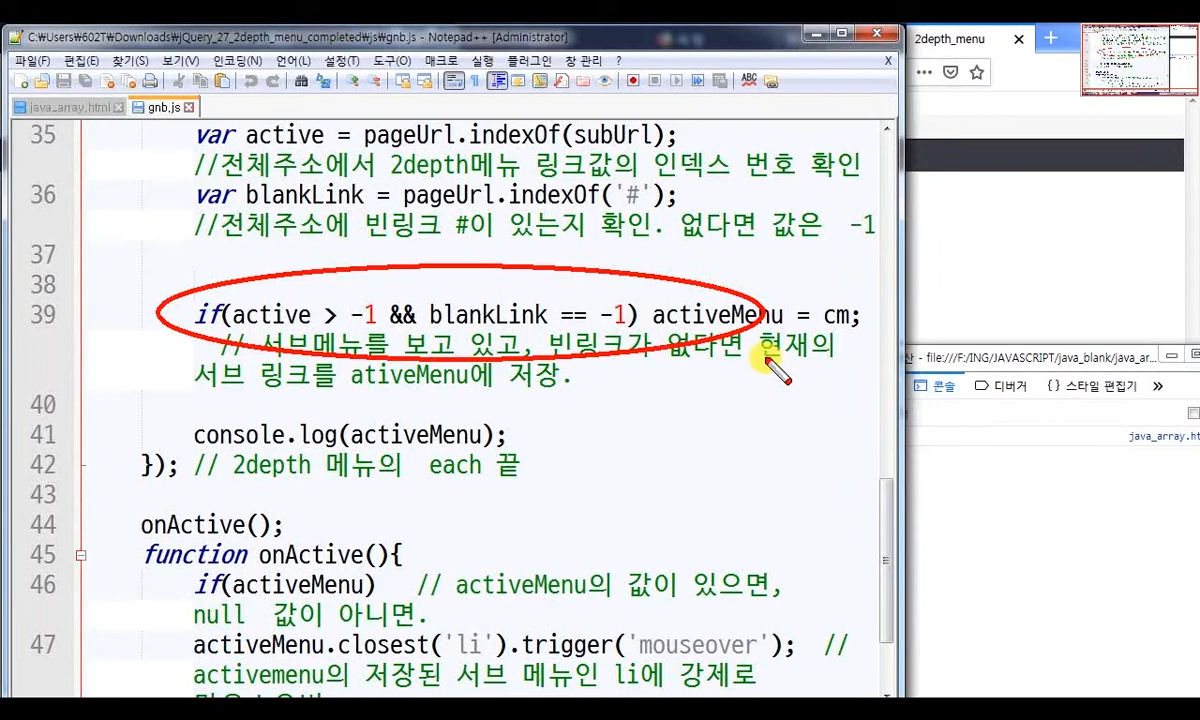 C:₩Users₩602T₩Downloads₩jQuery_27_2depth_menu_completed₩js₩gnb.js - Notepad++ [Administrator]
파일(F) 편집(E) 찾기(S) 보기(V) 인코딩(N) 언어(L) 설정(T) 도구(O) 매크로 실행 플러그인 창 관리 ? X
java_array.html gnb.js
35 var active = pageUrl.indexOf(subUrl);
//전체주소에서 2depth메뉴 링크값의 인덱스 번호 확인
36 var blankLink = pageUrl.indexOf('#');
//전체주소에 빈링크 #이 있는지 확인. 없다면 값은 -1
37
38
39 if(active > -1 && blankLink == -1) activeMenu = cm;
// 서브메뉴를 보고 있고, 빈링크가 없다면 현재의
서브 링크를 ativeMenu에 저장.
40
41 console.log(activeMenu);
42 }); // 2depth 메뉴의 each 끝
43
44 onActive();
45 function onActive(){
46 if(activeMenu) // activeMenu의 값이 있으면,
null 값이 아니면.
47 activeMenu.closest('li').trigger('mouseover'); //
activemenu의 저장된 서브 메뉴인 li에 강제로
2depth_menu
산 - file:///F:/ING/JAVASCRIPT/java_blank/java_ar...
콘솔 디버거 {} 스타일 편집기 »
java_array.ht